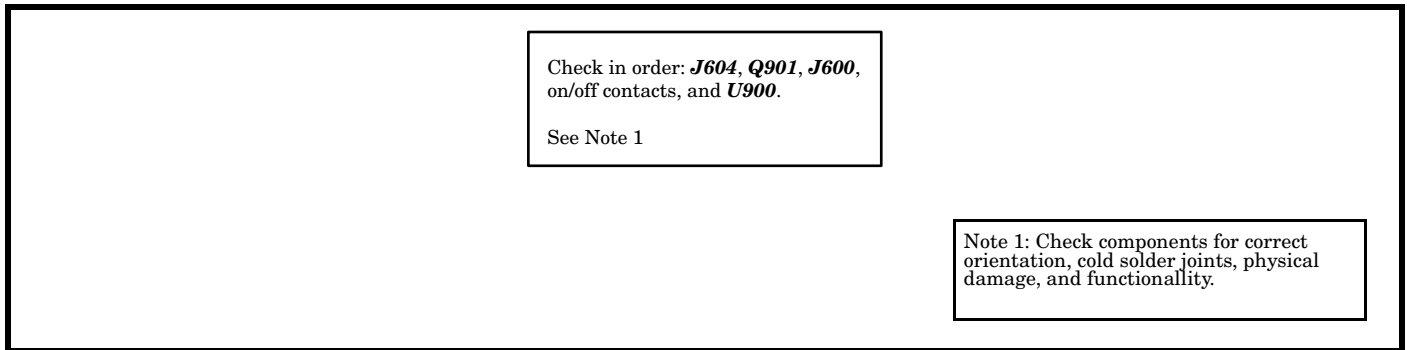 Check in order: J604, Q901, J600,
on/off contacts, and U900.
See Note 1
Note 1: Check components for correct
orientation, cold solder joints, physical
damage, and functionallity.